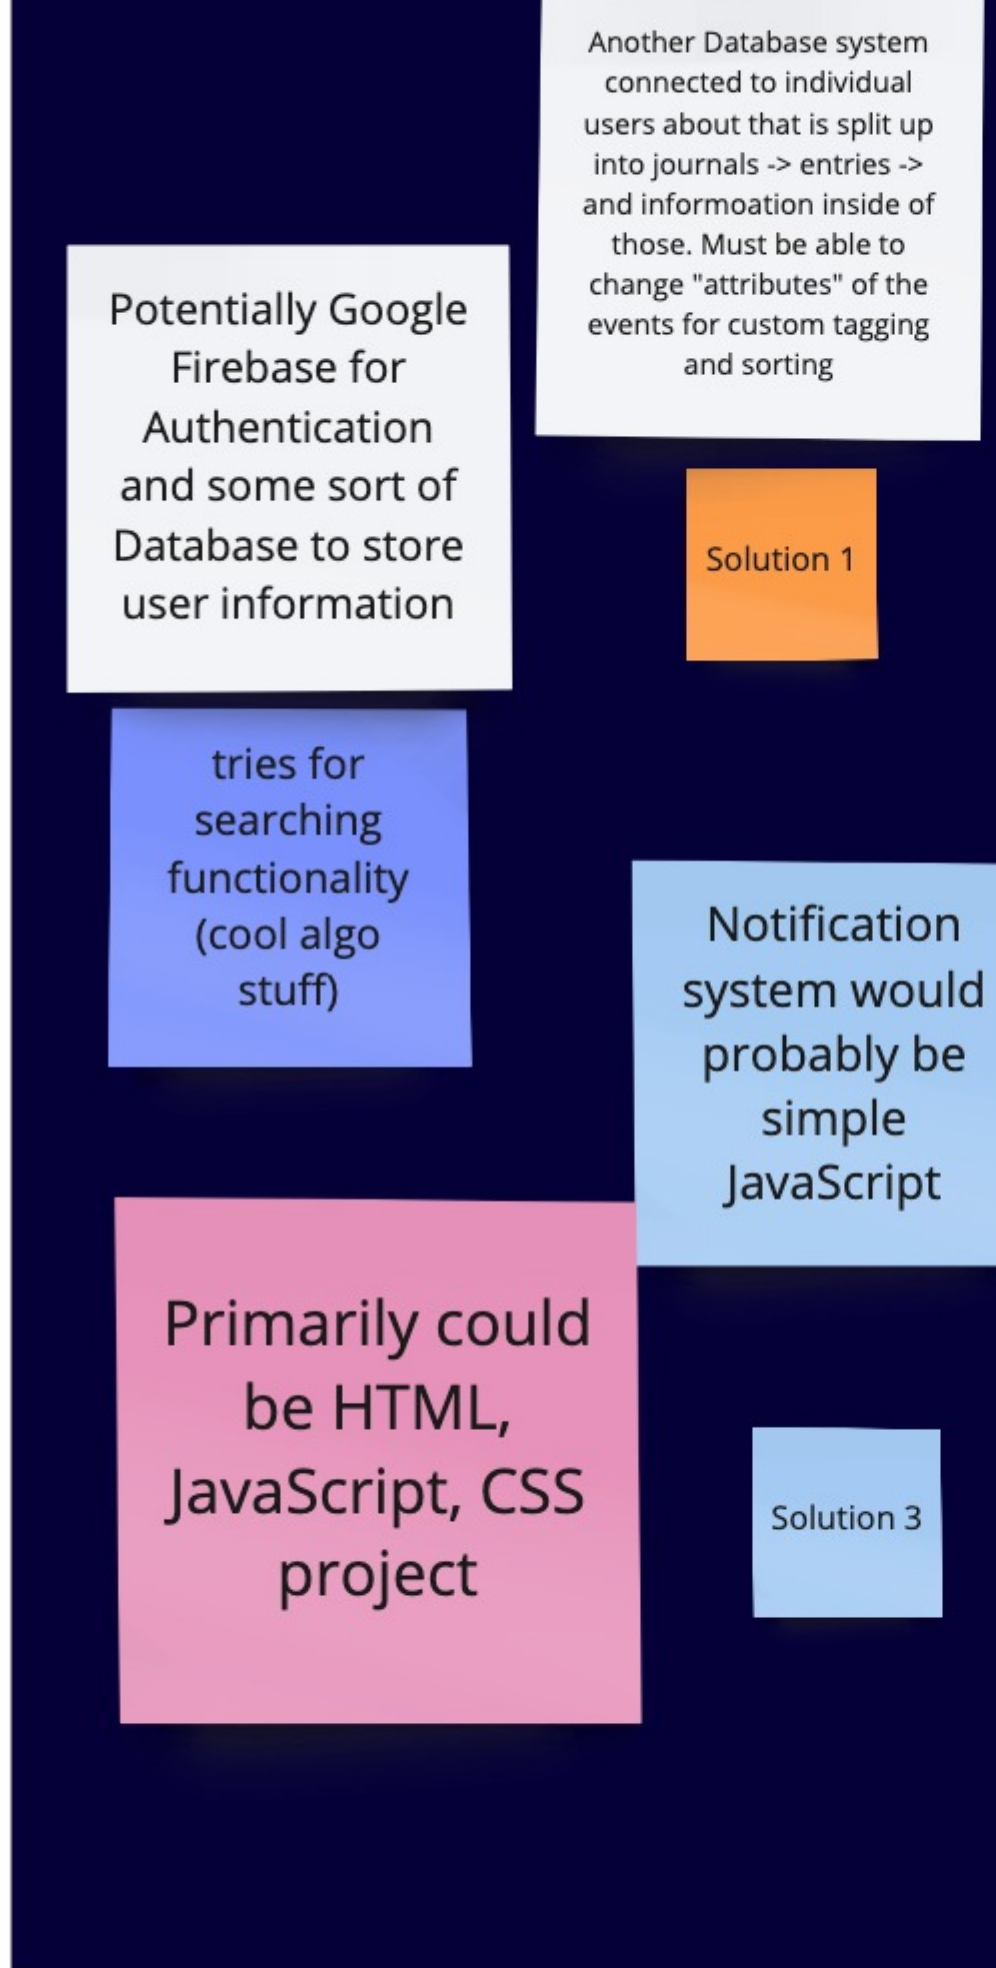 Another Database system
connected to individual
users about that is split up
into journals -> entries ->
and informoation inside of
those. Must be able to
change "attributes" of the
events for custom tagging
and sorting
Potentially Google
Firebase for
Authentication
and some sort of
Database to store
user information
Solution 1
tries for
searching
functionality
(cool algo
stuff)
Notification
system would
probably be
simple
JavaScript
Primarily could
be HTML,
JavaScript, CSS
project
Solution 3